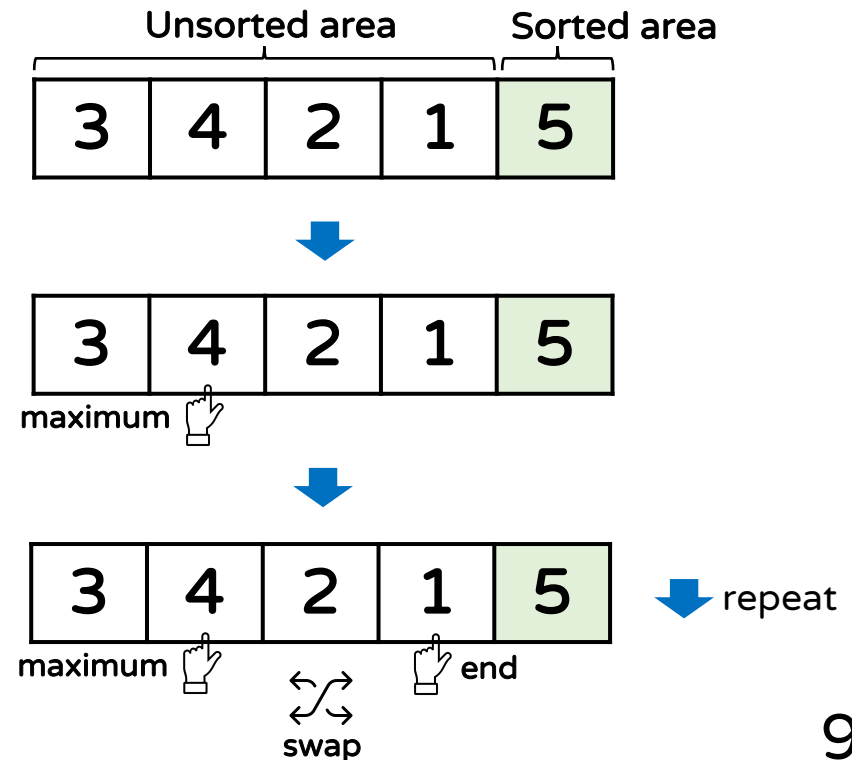 Unsorted area Sorted area
3 4 2 1 5
3 4 2 1 5
maximum
3 4 2 1 5
repeat
maximum end
swap
9